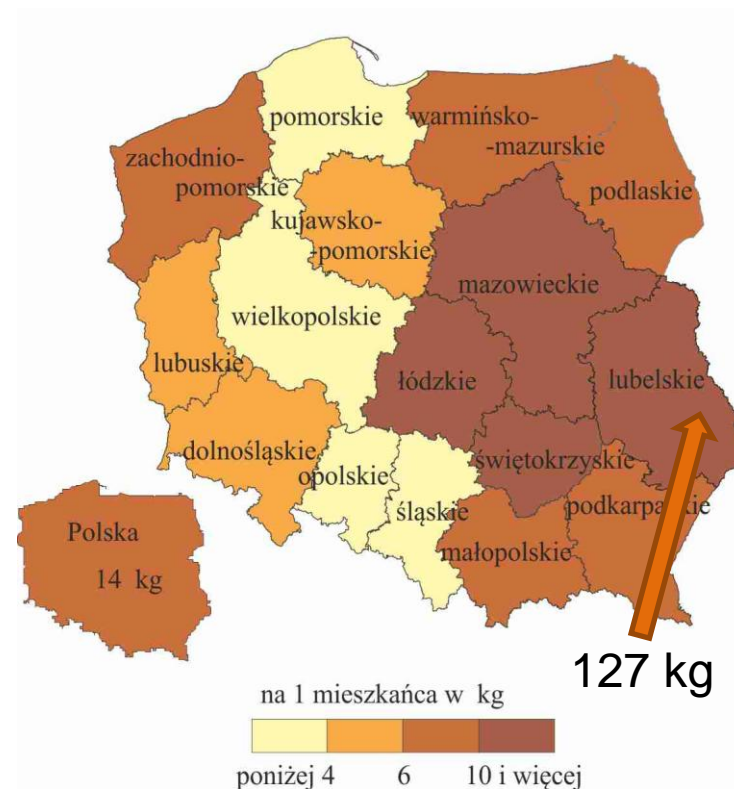 pomorskie
warmińsko-
-mazurskie
zachodnio-
pomorskie
podlaskie
kujawsko-
-pomorskie
mazowieckie
wielkopolskie
lubuskie
łódzkie
lubelskie
dolnośląskie
opolskie
świętokrzyskie
śląskie
podkarpackie
małopolskie
Polska
14 kg
127 kg
na 1 mieszkańca w kg
poniżej 4 6 10 i więcej